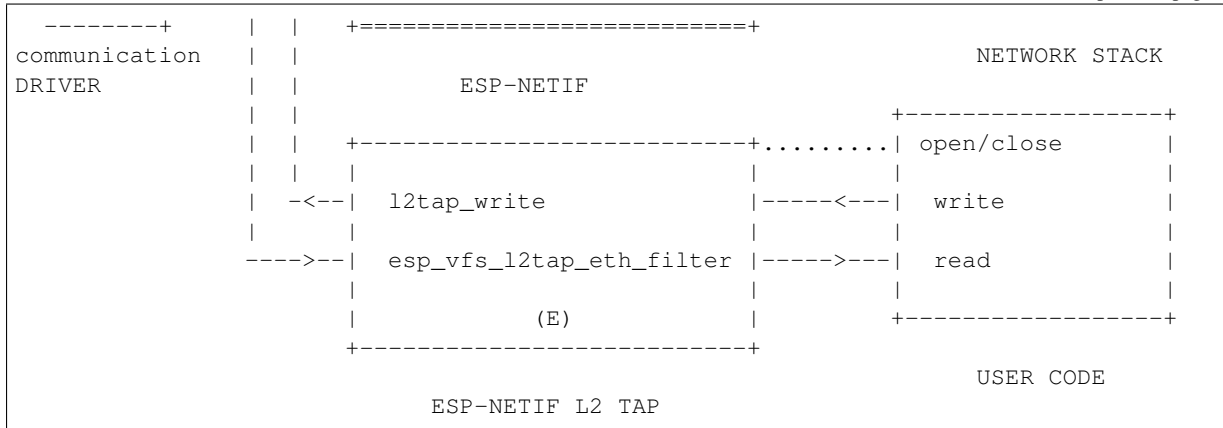 --------+       |  |   +===========================+
communication   |  |                                      NETWORK STACK
DRIVER          |  |           ESP-NETIF
                |  |                                         +------------------+
                |  |   +---------------------------+.........| open/close       |
                |  |   |                           |         |                  |
                |  -<--|  l2tap_write              |-----<---|  write           |
                |      |                           |         |                  |
                ---->--|  esp_vfs_l2tap_eth_filter |----->---|  read            |
                       |                           |         |                  |
                       |            (E)            |         +------------------+
                       +---------------------------+
                                                                  USER CODE
                            ESP-NETIF L2 TAP